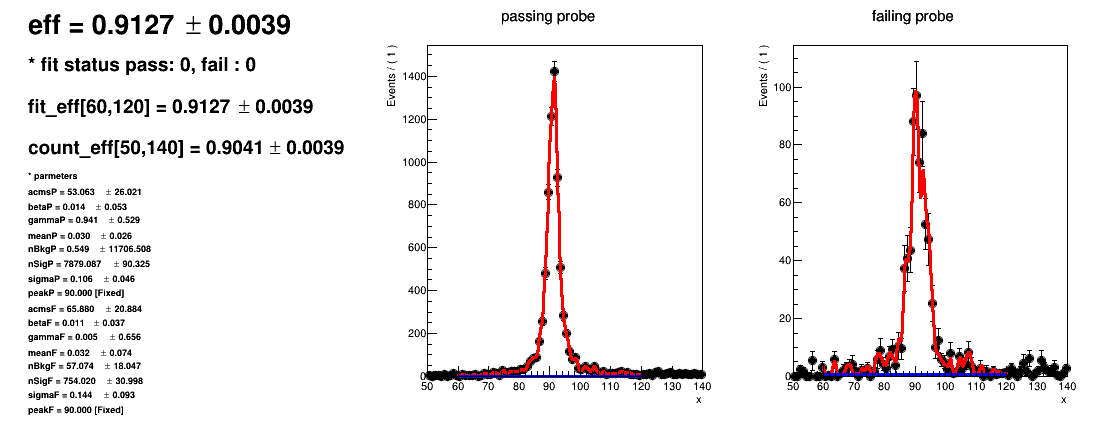 eff = 0.9127 ± 0.0039
* fit status pass: 0, fail : 0
fit_eff[60,120] = 0.9127 ± 0.0039
count_eff[50,140] = 0.9041 ± 0.0039
* parmeters
acmsP = 53.063 ± 26.021
betaP = 0.014 ± 0.053
gammaP = 0.941 ± 0.529
meanP = 0.030 ± 0.026
nBkgP = 0.549 ± 11706.508
nSigP = 7879.087 ± 90.325
sigmaP = 0.106 ± 0.046
peakP = 90.000 [Fixed]
acmsF = 65.880 ± 20.884
betaF = 0.011 ± 0.037
gammaF = 0.005 ± 0.656
meanF = 0.032 ± 0.074
nBkgF = 57.074 ± 18.047
nSigF = 754.020 ± 30.998
sigmaF = 0.144 ± 0.093
peakF = 90.000 [Fixed]
passing probe
Events / ( 1 )
1400
1200
1000
800
600
400
200
0
50 60 70 80 90 100 110 120 130 140
x
failing probe
Events / ( 1 )
100
80
60
40
20
0
50 60 70 80 90 100 110 120 130 140
x